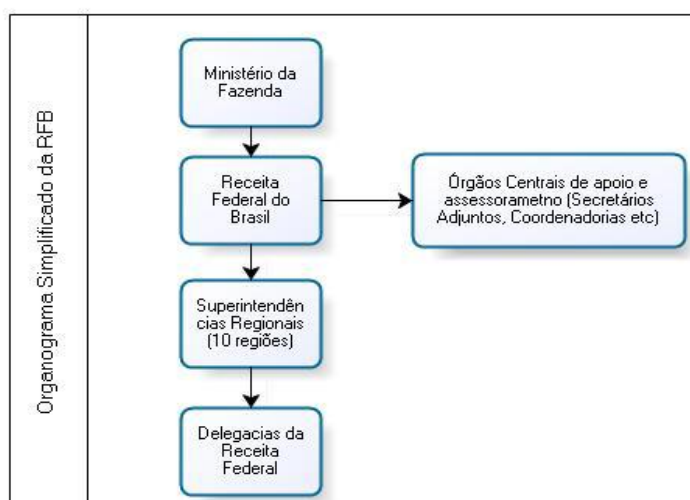 Organograma Simplificado da RFB
Ministério da
Fazenda
Receita
Federal do
Brasil
Órgãos Centrais de apoio e
assessorametno (Secretários
Adjuntos, Coordenadorias etc)
Superintendên
cias Regionais
(10 regiões)
Delegacias da
Receita
Federal